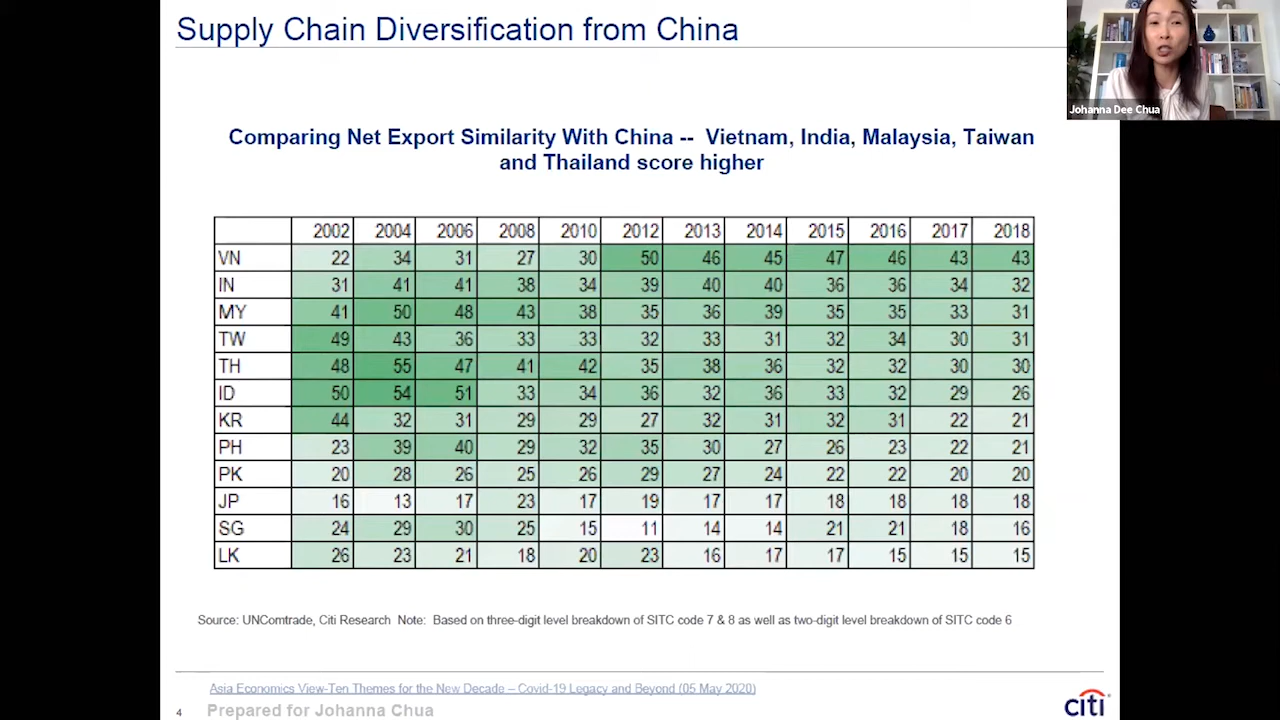 Supply Chain Diversification from China
Johanna Dee Chua
Comparing Net Export Similarity With China -- Vietnam, India, Malaysia, Taiwan
and Thailand score higher
2002 2004 2006 2008 2010 2012 2013 2014 2015 2016 2017 2018
VN 22 34 31 27 30 50 46 45 47 46 43 43
IN 31 41 41 38 34 39 40 40 36 36 34 32
MY 41 50 48 43 38 35 36 39 35 35 33 31
TW 49 43 36 33 33 32 33 31 32 34 30 31
TH 48 55 47 41 42 35 38 36 32 32 30 30
ID 50 54 51 33 34 36 32 36 33 32 29 26
KR 44 32 31 29 29 27 32 31 32 31 22 21
PH 23 39 40 29 32 35 30 27 26 23 22 21
PK 20 28 26 25 26 29 27 24 22 22 20 20
JP 16 13 17 23 17 19 17 17 18 18 18 18
SG 24 29 30 25 15 11 14 14 21 21 18 16
LK 26 23 21 18 20 23 16 17 17 15 15 15
Source: UNComtrade, Citi Research Note: Based on three-digit level breakdown of SITC code 7 & 8 as well as two-digit level breakdown of SITC code 6
Asia Economics View-Ten Themes for the New Decade – Covid-19 Legacy and Beyond (05 May 2020)
4 Prepared for Johanna Chua
citi